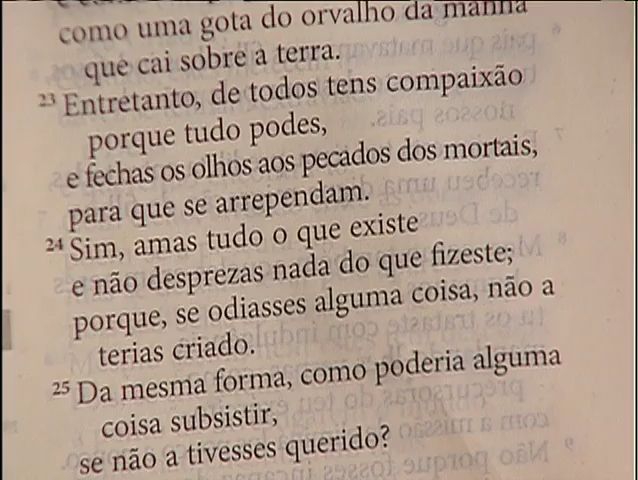 como uma gota do orvalho da manhã
que cai sobre a terra.
23 Entretanto, de todos tens compaixão
porque tudo podes,
e fechas os olhos aos pecados dos mortais,
para que se arrependam.
24 Sim, amas tudo o que existe
e não desprezas nada do que fizeste;
porque, se odiasses alguma coisa, não a
terias criado.
25 Da mesma forma, como poderia alguma
coisa subsistir,
se não a tivesses querido?